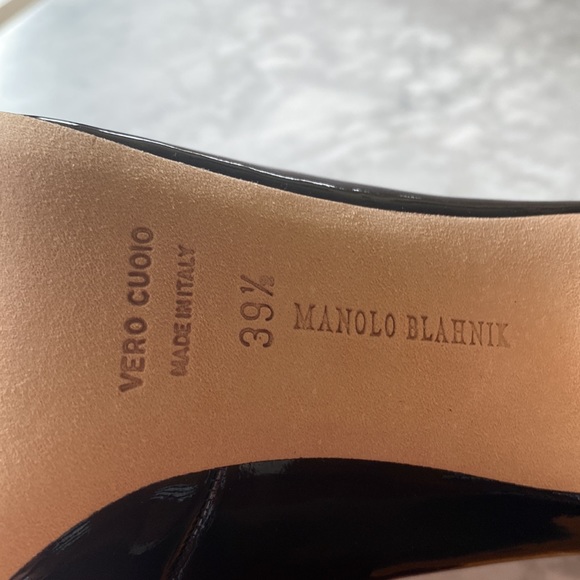 VERO CUOIO
MADE IN ITALY
39½
MANOLO BLAHNIK